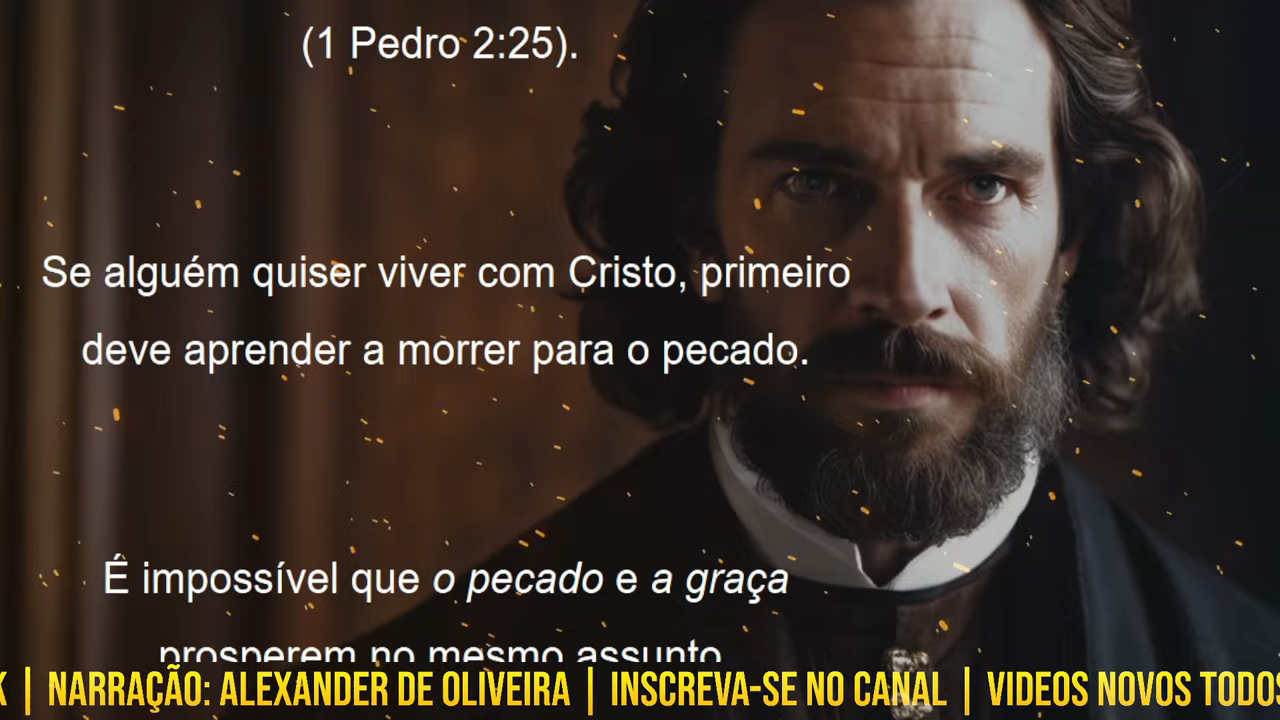 (1 Pedro 2:25).
Se alguém quiser viver com Cristo, primeiro
deve aprender a morrer para o pecado.
É impossível que o pecado e a graça
prosperem no mesmo assunto
K | NARRAÇÃO: ALEXANDER DE OLIVEIRA | INSCREVA-SE NO CANAL | VIDEOS NOVOS TODOS